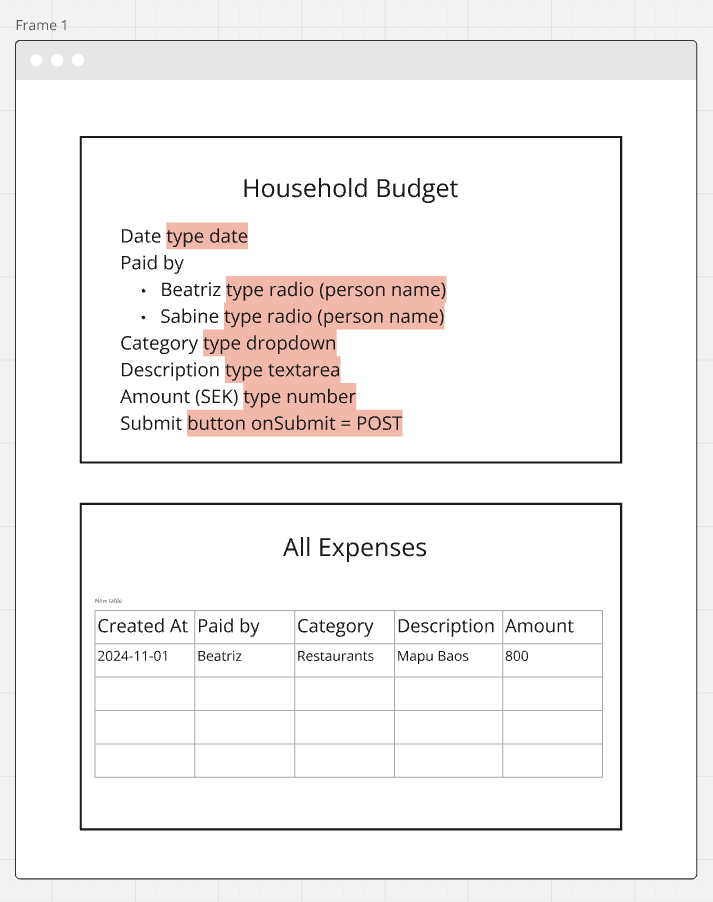 Frame 1
Household Budget
Date type date
Paid by
• Beatriz type radio (person name)
• Sabine type radio (person name)
Category type dropdown
Description type textarea
Amount (SEK) type number
Submit button onSubmit = POST
All Expenses
New table
Created At Paid by Category Description Amount
2024-11-01 Beatriz Restaurants Mapu Baos 800